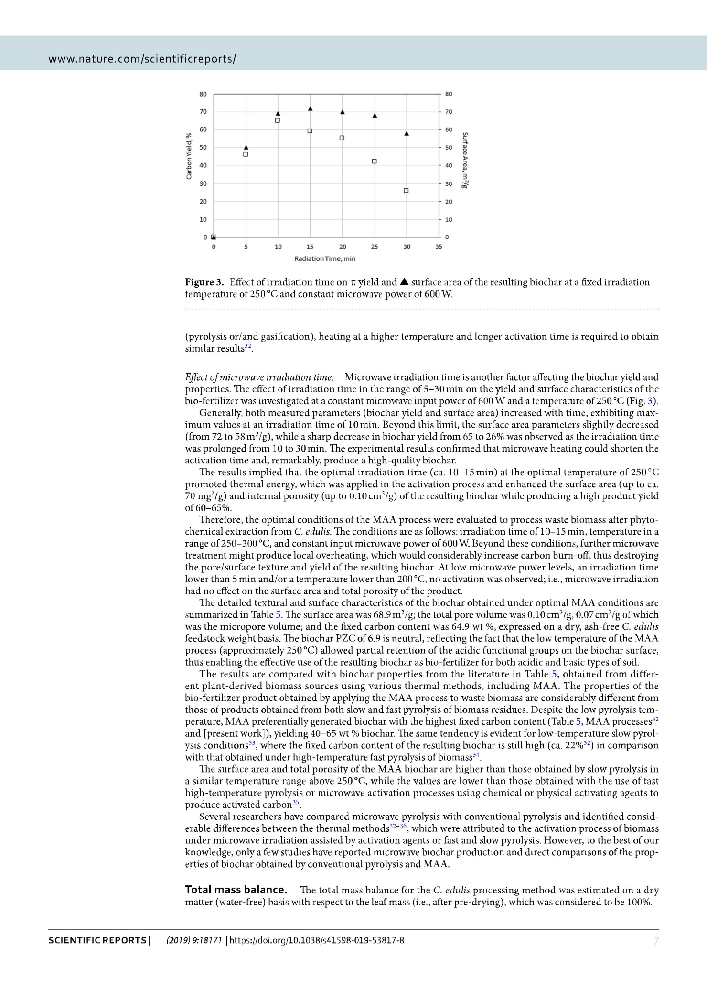 www.nature.com/scientificreports/
80
70
60
50
40
30
20
10
0
Carbon Yield, %
80
70
60
50
40
30
20
10
0
Surface Area, m²/g
0 5 10 15 20 25 30 35
Radiation Time, min
Figure 3. Effect of irradiation time on π yield and ▲ surface area of the resulting biochar at a fixed irradiation
temperature of 250 °C and constant microwave power of 600 W.
(pyrolysis or/and gasification), heating at a higher temperature and longer activation time is required to obtain
similar results32.
Effect of microwave irradiation time. Microwave irradiation time is another factor affecting the biochar yield and
properties. The effect of irradiation time in the range of 5–30 min on the yield and surface characteristics of the
bio-fertilizer was investigated at a constant microwave input power of 600 W and a temperature of 250 °C (Fig. 3).
Generally, both measured parameters (biochar yield and surface area) increased with time, exhibiting max-
imum values at an irradiation time of 10 min. Beyond this limit, the surface area parameters slightly decreased
(from 72 to 58 m²/g), while a sharp decrease in biochar yield from 65 to 26% was observed as the irradiation time
was prolonged from 10 to 30 min. The experimental results confirmed that microwave heating could shorten the
activation time and, remarkably, produce a high-quality biochar.
The results implied that the optimal irradiation time (ca. 10–15 min) at the optimal temperature of 250 °C
promoted thermal energy, which was applied in the activation process and enhanced the surface area (up to ca.
70 mg²/g) and internal porosity (up to 0.10 cm³/g) of the resulting biochar while producing a high product yield
of 60–65%.
Therefore, the optimal conditions of the MAA process were evaluated to process waste biomass after phyto-
chemical extraction from C. edulis. The conditions are as follows: irradiation time of 10–15 min, temperature in a
range of 250–300 °C, and constant input microwave power of 600 W. Beyond these conditions, further microwave
treatment might produce local overheating, which would considerably increase carbon burn-off, thus destroying
the pore/surface texture and yield of the resulting biochar. At low microwave power levels, an irradiation time
lower than 5 min and/or a temperature lower than 200 °C, no activation was observed; i.e., microwave irradiation
had no effect on the surface area and total porosity of the product.
The detailed textural and surface characteristics of the biochar obtained under optimal MAA conditions are
summarized in Table 5. The surface area was 68.9 m²/g; the total pore volume was 0.10 cm³/g, 0.07 cm³/g of which
was the micropore volume; and the fixed carbon content was 64.9 wt %, expressed on a dry, ash-free C. edulis
feedstock weight basis. The biochar PZC of 6.9 is neutral, reflecting the fact that the low temperature of the MAA
process (approximately 250 °C) allowed partial retention of the acidic functional groups on the biochar surface,
thus enabling the effective use of the resulting biochar as bio-fertilizer for both acidic and basic types of soil.
The results are compared with biochar properties from the literature in Table 5, obtained from differ-
ent plant-derived biomass sources using various thermal methods, including MAA. The properties of the
bio-fertilizer product obtained by applying the MAA process to waste biomass are considerably different from
those of products obtained from both slow and fast pyrolysis of biomass residues. Despite the low pyrolysis tem-
perature, MAA preferentially generated biochar with the highest fixed carbon content (Table 5, MAA processes32
and [present work]), yielding 40–65 wt % biochar. The same tendency is evident for low-temperature slow pyrol-
ysis conditions33, where the fixed carbon content of the resulting biochar is still high (ca. 22%32) in comparison
with that obtained under high-temperature fast pyrolysis of biomass34.
The surface area and total porosity of the MAA biochar are higher than those obtained by slow pyrolysis in
a similar temperature range above 250 °C, while the values are lower than those obtained with the use of fast
high-temperature pyrolysis or microwave activation processes using chemical or physical activating agents to
produce activated carbon35.
Several researchers have compared microwave pyrolysis with conventional pyrolysis and identified consid-
erable differences between the thermal methods32–36, which were attributed to the activation process of biomass
under microwave irradiation assisted by activation agents or fast and slow pyrolysis. However, to the best of our
knowledge, only a few studies have reported microwave biochar production and direct comparisons of the prop-
erties of biochar obtained by conventional pyrolysis and MAA.
Total mass balance. The total mass balance for the C. edulis processing method was estimated on a dry
matter (water-free) basis with respect to the leaf mass (i.e., after pre-drying), which was considered to be 100%.
SCIENTIFIC REPORTS | (2019) 9:18171 | https://doi.org/10.1038/s41598-019-53817-8 7